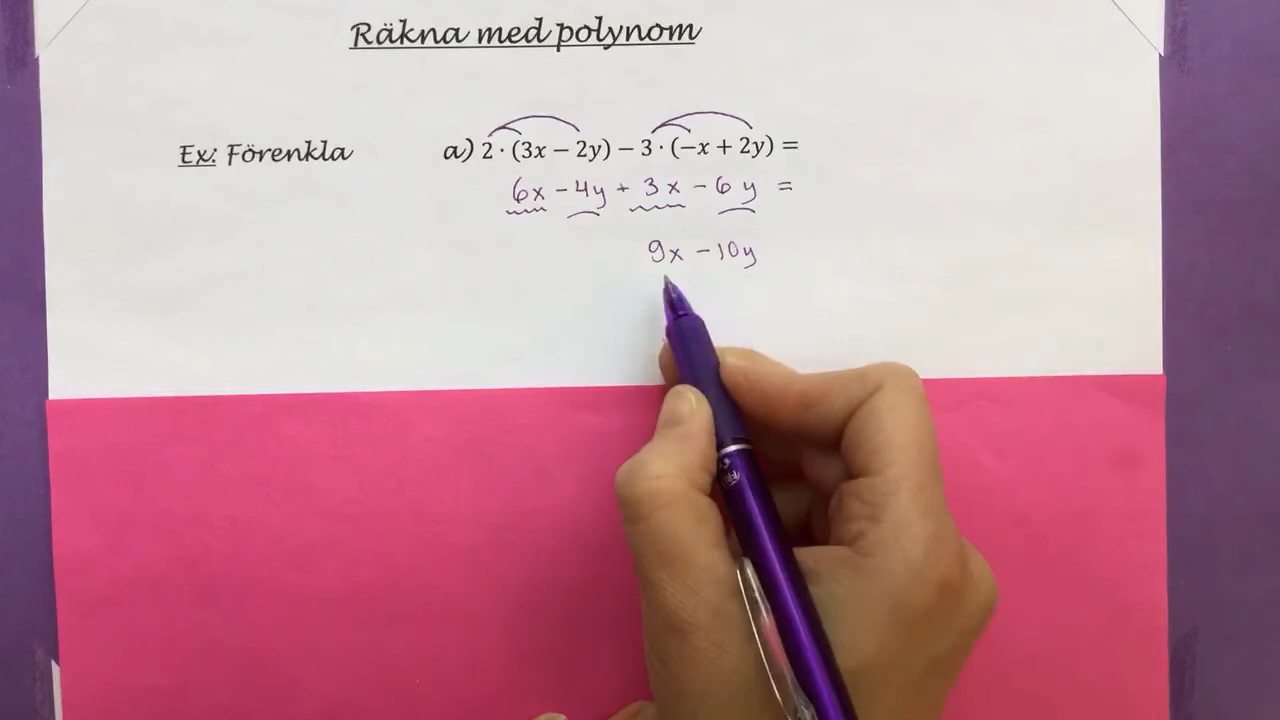 Räkna med polynom
Ex: Förenkla a) 2 · (3x − 2y) − 3 · (−x + 2y) =
6x − 4y + 3x − 6y =
9x − 10y